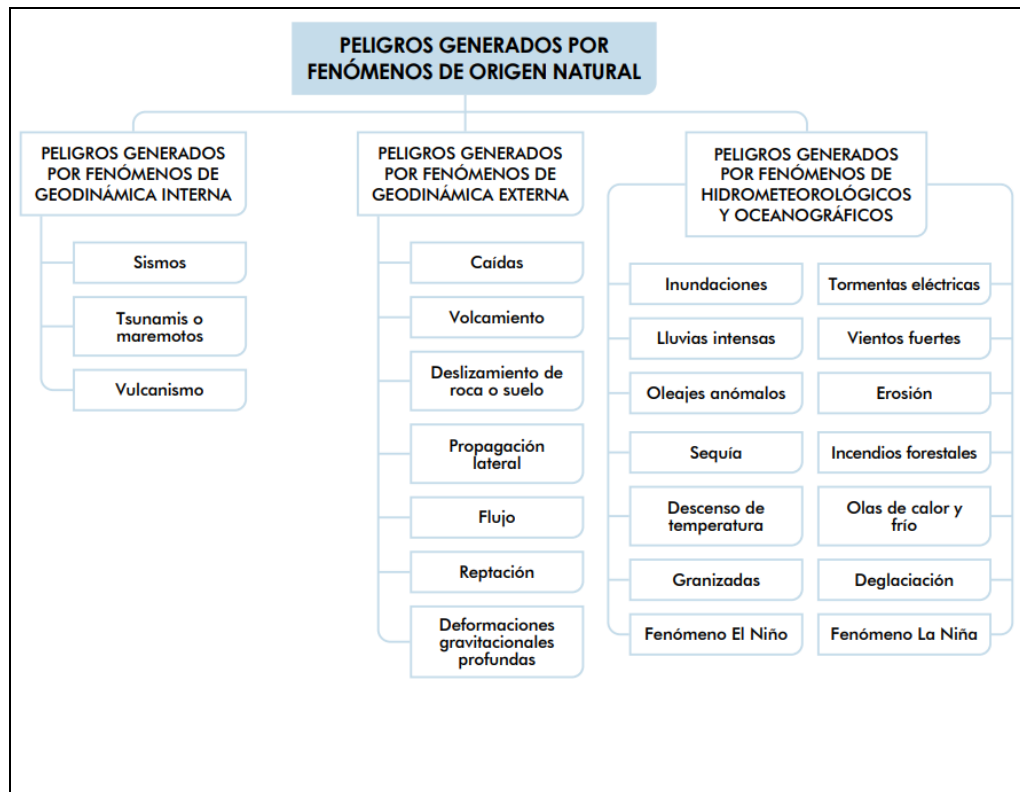 PELIGROS GENERADOS POR
FENÓMENOS DE ORIGEN NATURAL
PELIGROS GENERADOS
POR FENÓMENOS DE
GEODINÁMICA INTERNA
Sismos
Tsunamis o
maremotos
Vulcanismo
PELIGROS GENERADOS
POR FENÓMENOS DE
GEODINÁMICA EXTERNA
Caídas
Volcamiento
Deslizamiento de
roca o suelo
Propagación
lateral
Flujo
Reptación
Deformaciones
gravitacionales
profundas
PELIGROS GENERADOS
POR FENÓMENOS DE
HIDROMETEOROLÓGICOS
Y OCEANOGRÁFICOS
Inundaciones
Lluvias intensas
Oleajes anómalos
Sequía
Descenso de
temperatura
Granizadas
Fenómeno El Niño
Tormentas eléctricas
Vientos fuertes
Erosión
Incendios forestales
Olas de calor y
frío
Deglaciación
Fenómeno La Niña